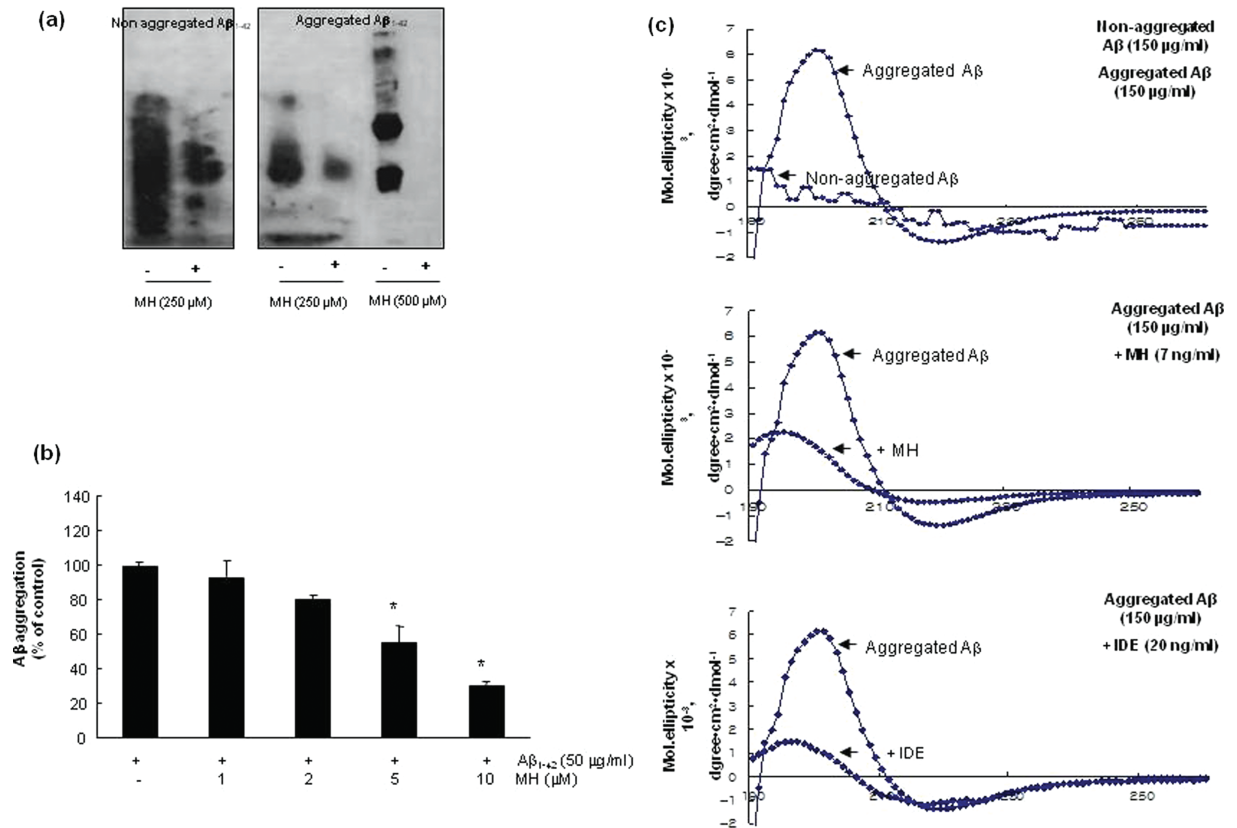 (a)
Non aggregated Aβ1-42
Aggregated Aβ1-42
- +
- +
- +
MH (250 µM)
MH (250 µM)
MH (500 µM)
(b)
Aβ aggregation
(% of control)
140
120
100
80
60
40
20
0
*
*
+ + + + + Aβ1-42 (50 µg/ml)
- 1 2 5 10 MH (µM)
(c)
Mol.ellipticity x 10-
3,
dgree•cm2•dmol-1
7
6
5
4
3
2
1
0
-1
-2
190 210 230 250
Aggregated Aβ
Non-aggregated Aβ
Non-aggregated
Aβ (150 µg/ml)
Aggregated Aβ
(150 µg/ml)
Mol.ellipticity x 10-
3,
dgree•cm2•dmol-1
7
6
5
4
3
2
1
0
-1
-2
190 210 230 250
Aggregated Aβ
+ MH
Aggregated Aβ
(150 µg/ml)
+ MH (7 ng/ml)
Mol.ellipticity x
10-3,
dgree•cm2•dmol-1
7
6
5
4
3
2
1
0
-1
-2
190 210 230 250
Aggregated Aβ
+ IDE
Aggregated Aβ
(150 µg/ml)
+ IDE (20 ng/ml)